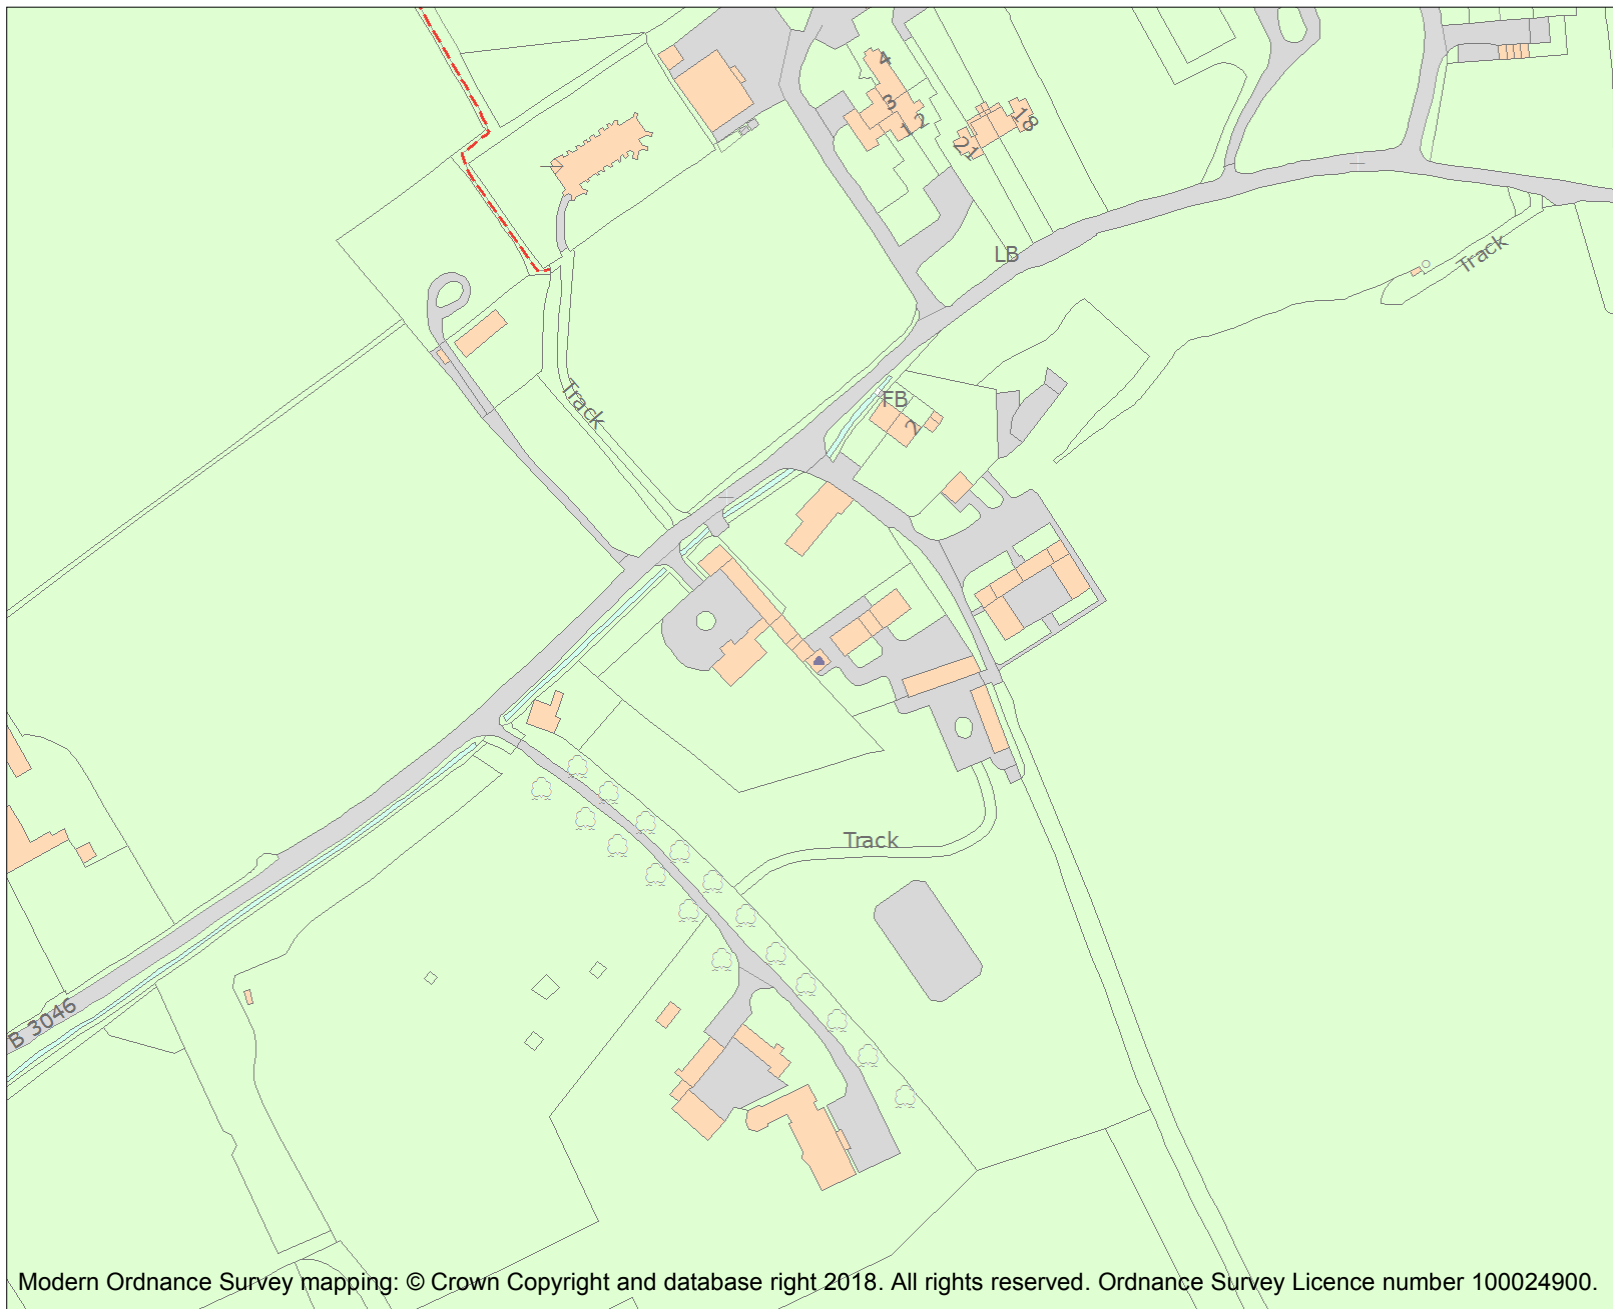 4
3
1 2
18
21
LB
Track
Track
FB
2
Track
B 3046
Modern Ordnance Survey mapping: © Crown Copyright and database right 2018. All rights reserved. Ordnance Survey Licence number 100024900.